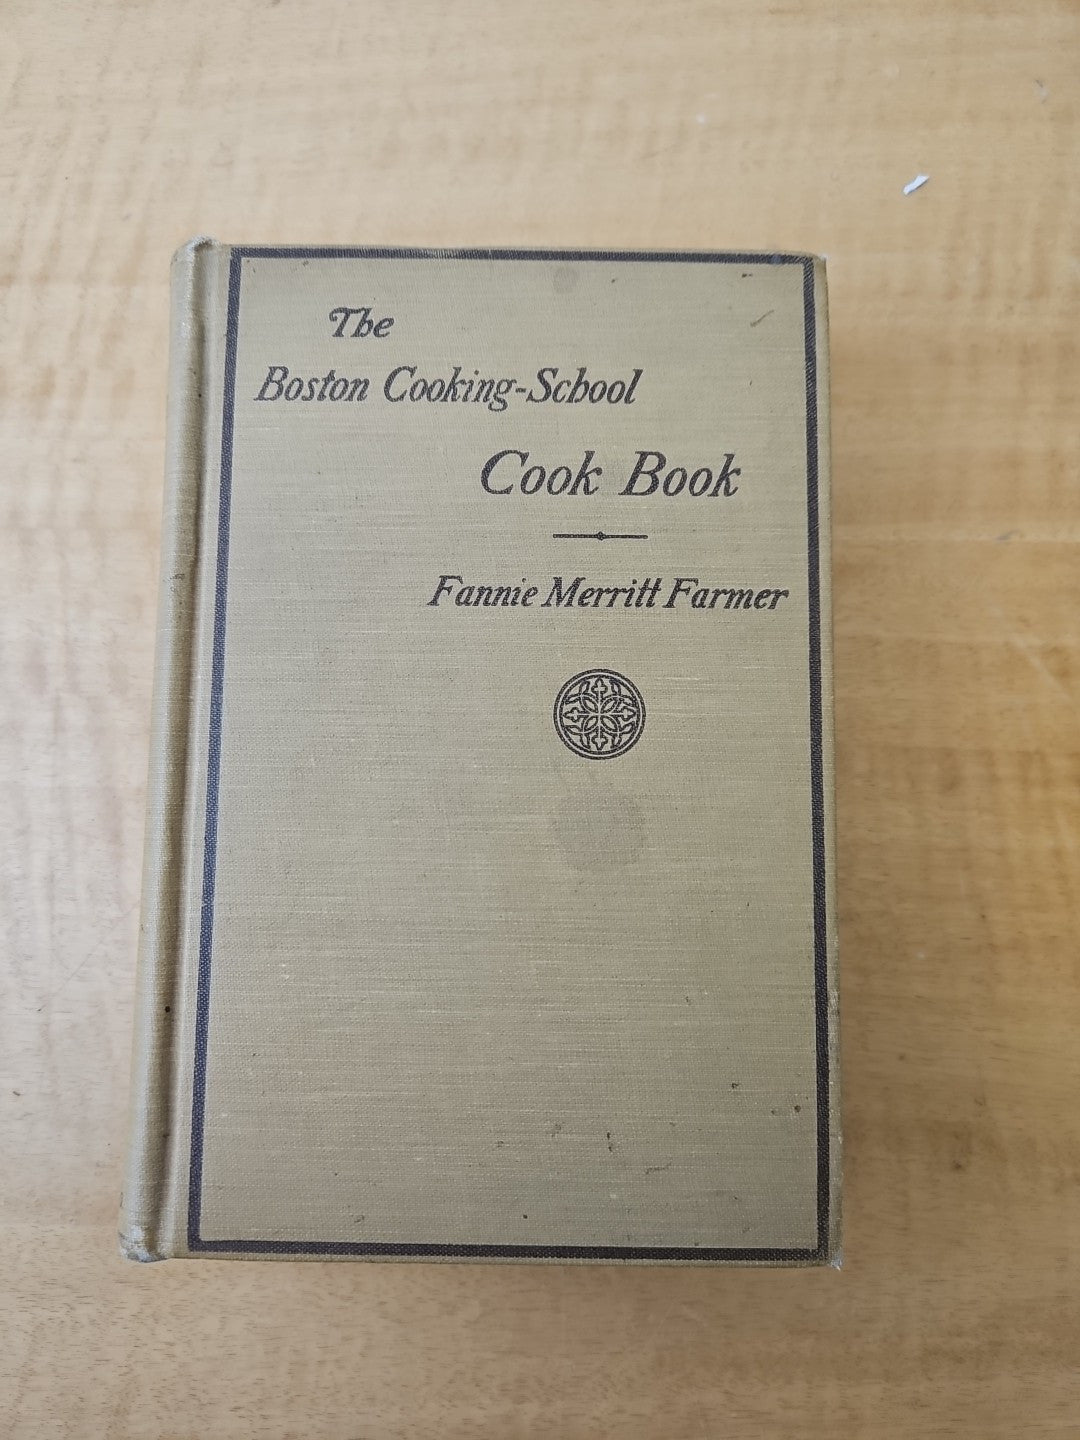 The
Boston Cooking-School
Cook Book
Fannie Merritt Farmer